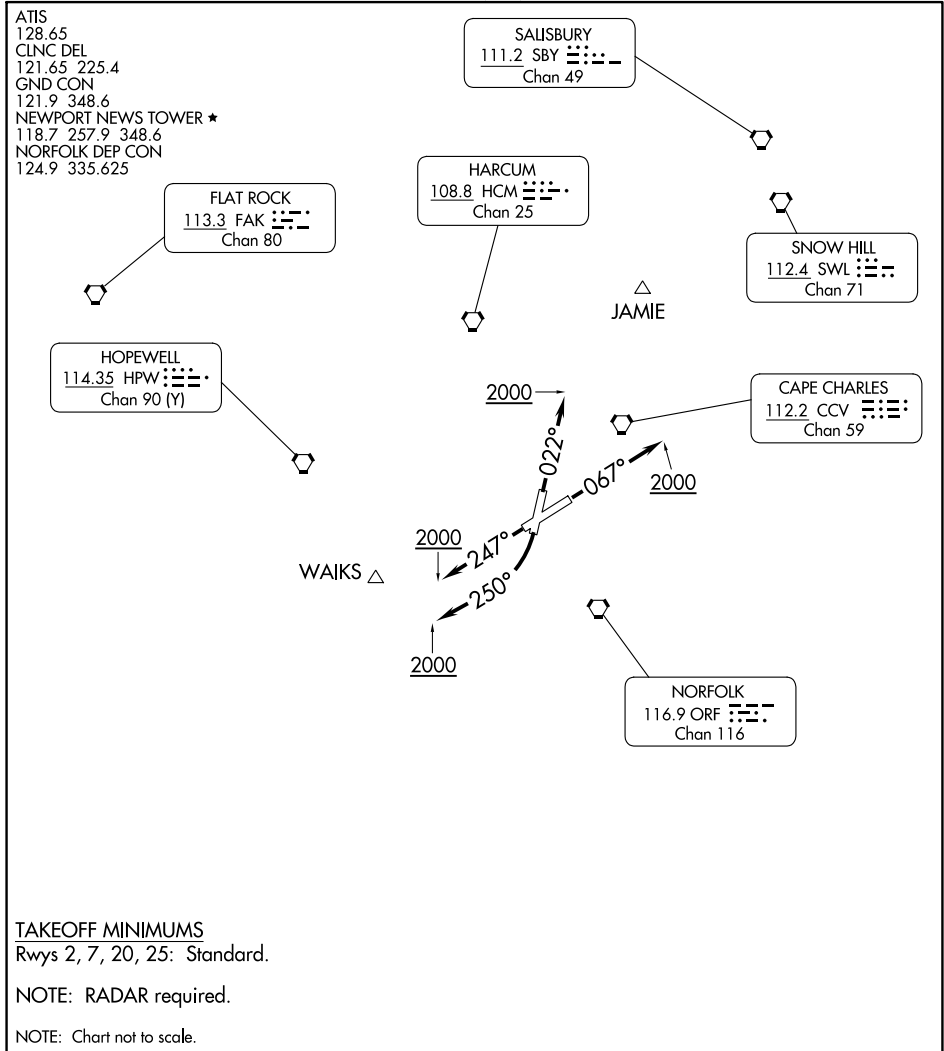 ATIS
128.65
CLNC DEL
121.65 225.4
GND CON
121.9 348.6
NEWPORT NEWS TOWER ★
118.7 257.9 348.6
NORFOLK DEP CON
124.9 335.625
SALISBURY
111.2 SBY
Chan 49
HARCUM
108.8 HCM
Chan 25
FLAT ROCK
113.3 FAK
Chan 80
SNOW HILL
112.4 SWL
Chan 71
JAMIE
HOPEWELL
114.35 HPW
Chan 90 (Y)
CAPE CHARLES
112.2 CCV
Chan 59
2000
022°
067°
2000
2000
247°
WAIKS
250°
2000
NORFOLK
116.9 ORF
Chan 116
TAKEOFF MINIMUMS
Rwys 2, 7, 20, 25: Standard.
NOTE: RADAR required.
NOTE: Chart not to scale.